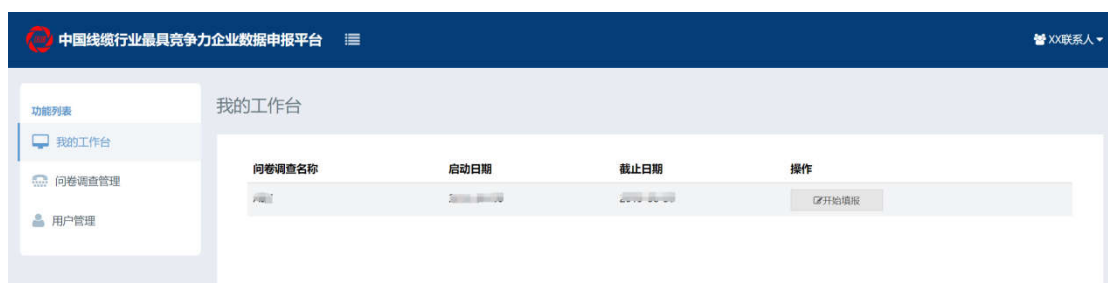 中国线缆行业最具竞争力企业数据申报平台
XX联系人
功能列表
我的工作台
问卷调查管理
用户管理
我的工作台
问卷调查名称 启动日期 截止日期 操作
开始填报